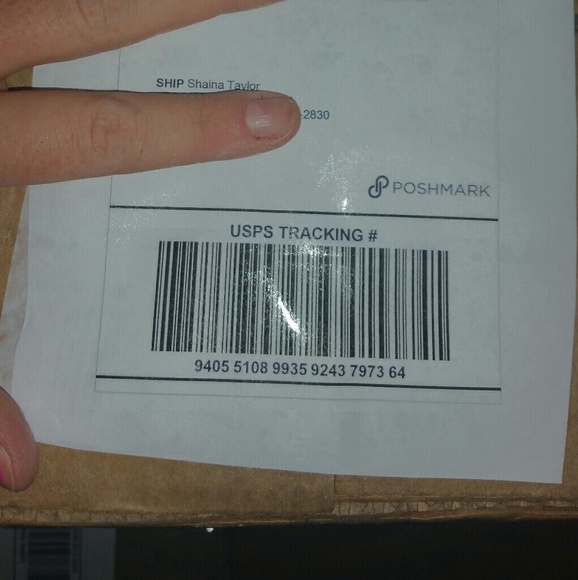 SHIP Shaina Taylor
-2830
POSHMARK
USPS TRACKING #
9405 5108 9935 9243 7973 64